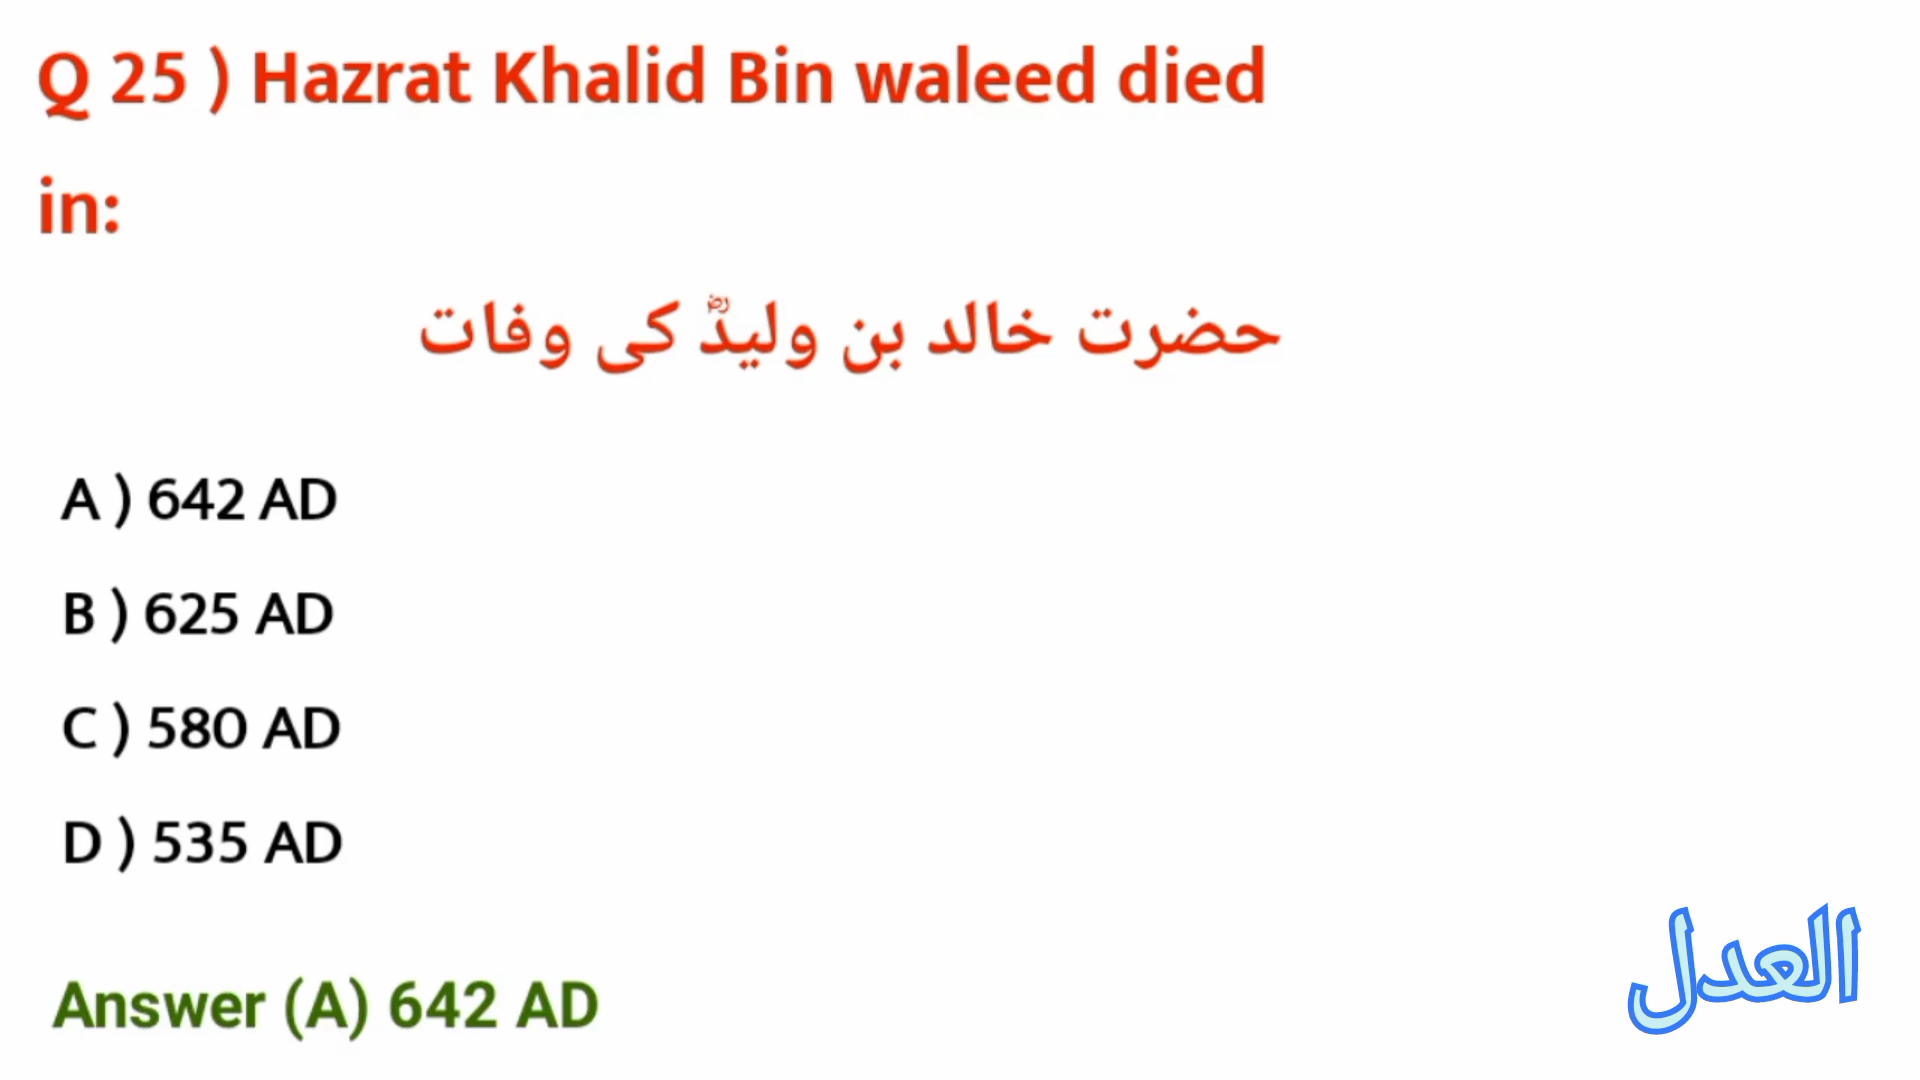 Q 25 ) Hazrat Khalid Bin waleed died
in:
حضرت خالد بن ولیدؓ کی وفات
A ) 642 AD
B ) 625 AD
C ) 580 AD
D ) 535 AD
Answer (A) 642 AD
العدل